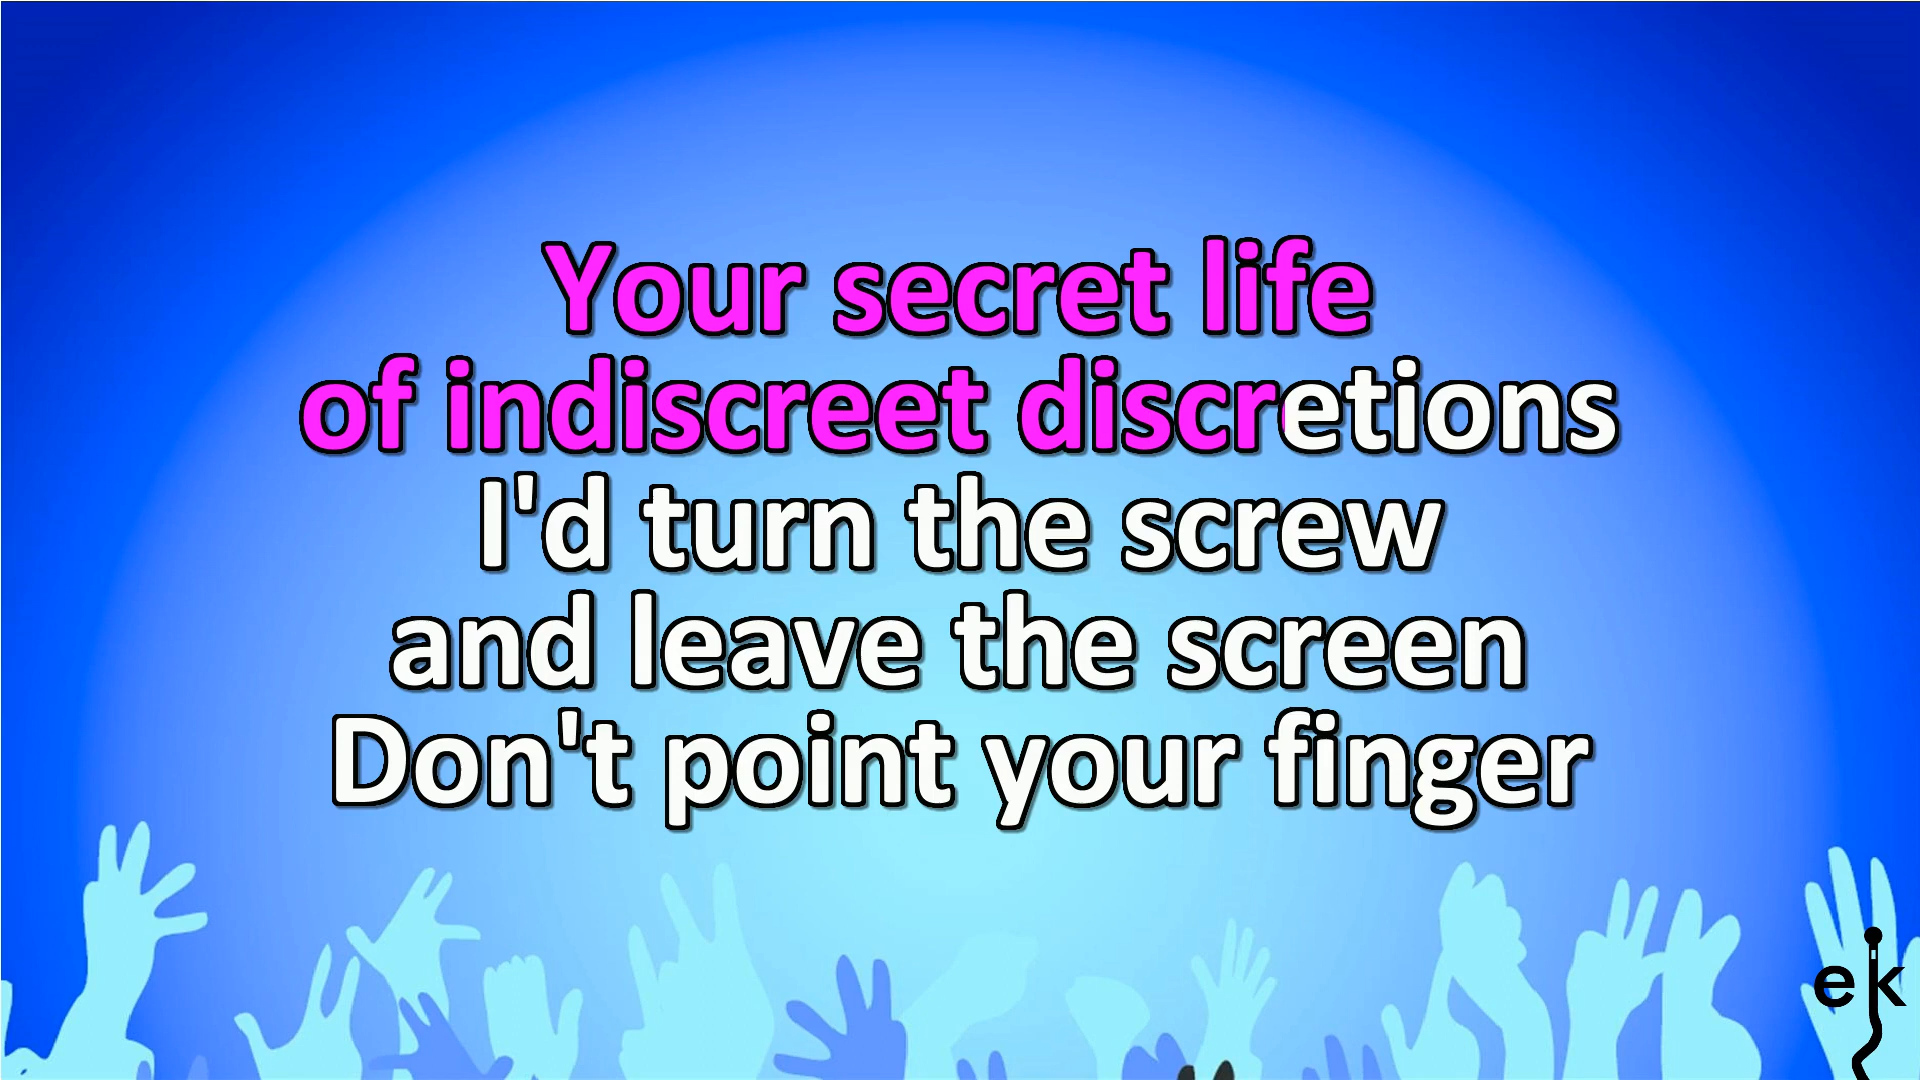 Your secret life
of indiscreet discretions
I'd turn the screw
and leave the screen
Don't point your finger
ek